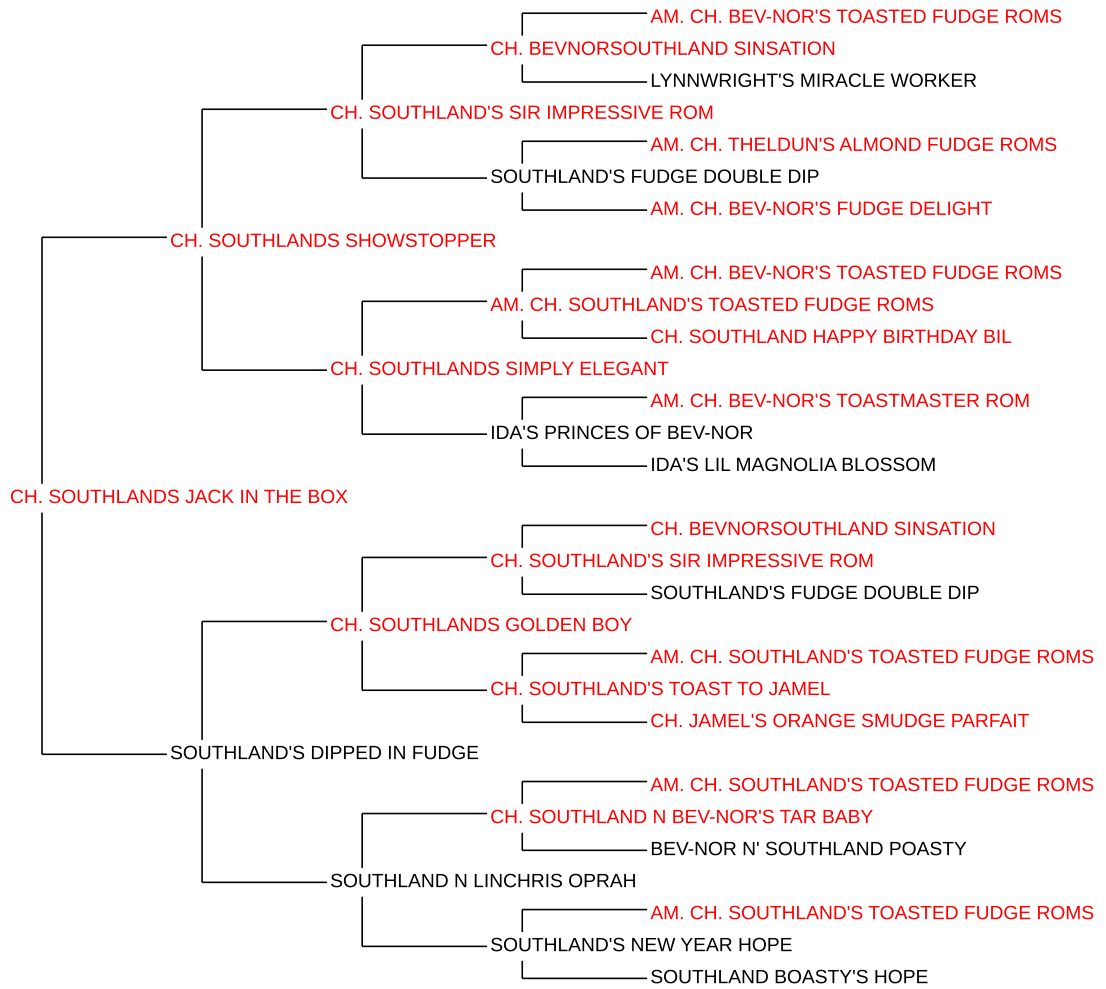 AM. CH. BEV-NOR'S TOASTED FUDGE ROMS
CH. BEVNORSOUTHLAND SINSATION
LYNNWRIGHT'S MIRACLE WORKER
CH. SOUTHLAND'S SIR IMPRESSIVE ROM
AM. CH. THELDUN'S ALMOND FUDGE ROMS
SOUTHLAND'S FUDGE DOUBLE DIP
AM. CH. BEV-NOR'S FUDGE DELIGHT
CH. SOUTHLANDS SHOWSTOPPER
AM. CH. BEV-NOR'S TOASTED FUDGE ROMS
AM. CH. SOUTHLAND'S TOASTED FUDGE ROMS
CH. SOUTHLAND HAPPY BIRTHDAY BIL
CH. SOUTHLANDS SIMPLY ELEGANT
AM. CH. BEV-NOR'S TOASTMASTER ROM
IDA'S PRINCES OF BEV-NOR
IDA'S LIL MAGNOLIA BLOSSOM
CH. SOUTHLANDS JACK IN THE BOX
CH. BEVNORSOUTHLAND SINSATION
CH. SOUTHLAND'S SIR IMPRESSIVE ROM
SOUTHLAND'S FUDGE DOUBLE DIP
CH. SOUTHLANDS GOLDEN BOY
AM. CH. SOUTHLAND'S TOASTED FUDGE ROMS
CH. SOUTHLAND'S TOAST TO JAMEL
CH. JAMEL'S ORANGE SMUDGE PARFAIT
SOUTHLAND'S DIPPED IN FUDGE
AM. CH. SOUTHLAND'S TOASTED FUDGE ROMS
CH. SOUTHLAND N BEV-NOR'S TAR BABY
BEV-NOR N' SOUTHLAND POASTY
SOUTHLAND N LINCHRIS OPRAH
AM. CH. SOUTHLAND'S TOASTED FUDGE ROMS
SOUTHLAND'S NEW YEAR HOPE
SOUTHLAND BOASTY'S HOPE